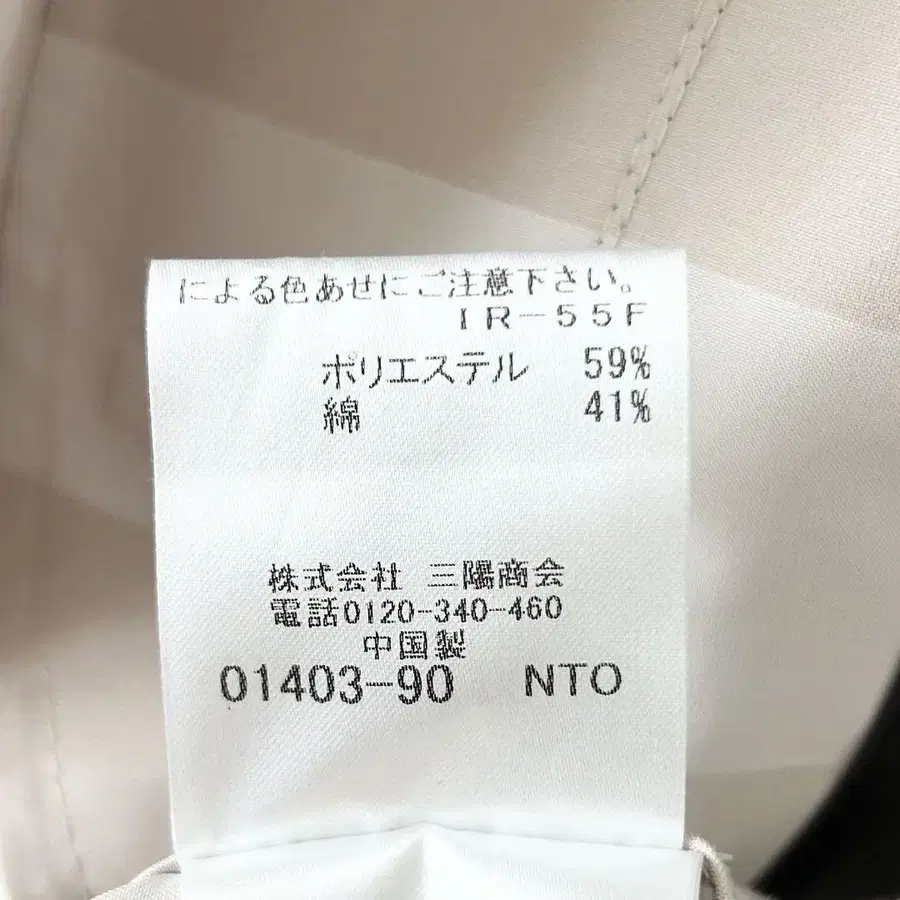 による色あせにご注意下さい。
IR-55F
ポリエステル 59%
綿 41%
株式会社 三陽商会
電話0120-340-460
中国製
01403-90 NTO